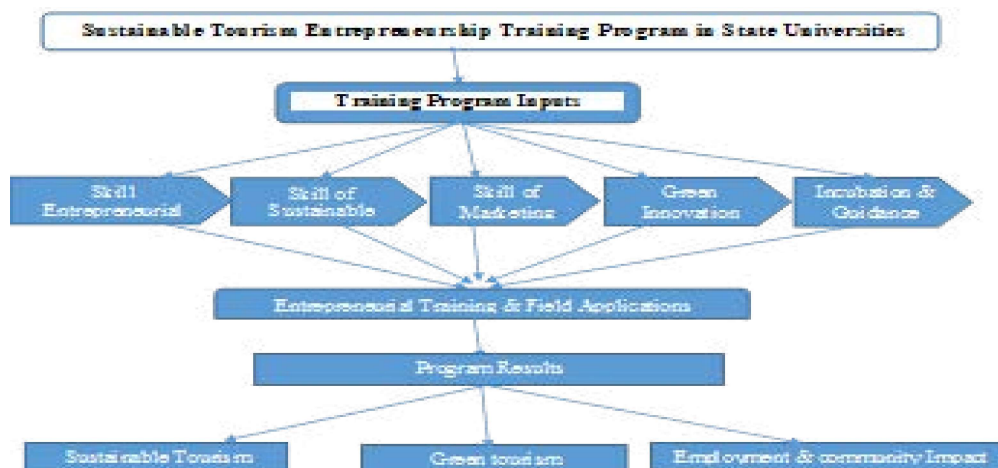 Sustainable Tourism Entrepreneurship Training Program in State Universities
Training Program Inputs
Skill
Entrepreneurial
Skill of
Sustainable
Skill of
Marketing
Green
Innovation
Incubation &
Guidance
Entrepreneurial Training & Field Applications
Program Results
Sustainable Tourism
Green tourism
Employment & community Impact